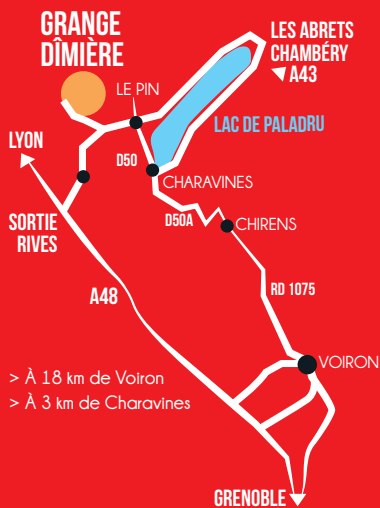 GRANGE
DÎMIÈRE
LES ABRETS
CHAMBÉRY
A43
LE PIN
LAC DE PALADRU
LYON
D50
CHARAVINES
D50A
CHIRENS
SORTIE
RIVES
A48
RD 1075
VOIRON
> À 18 km de Voiron
> À 3 km de Charavines
GRENOBLE